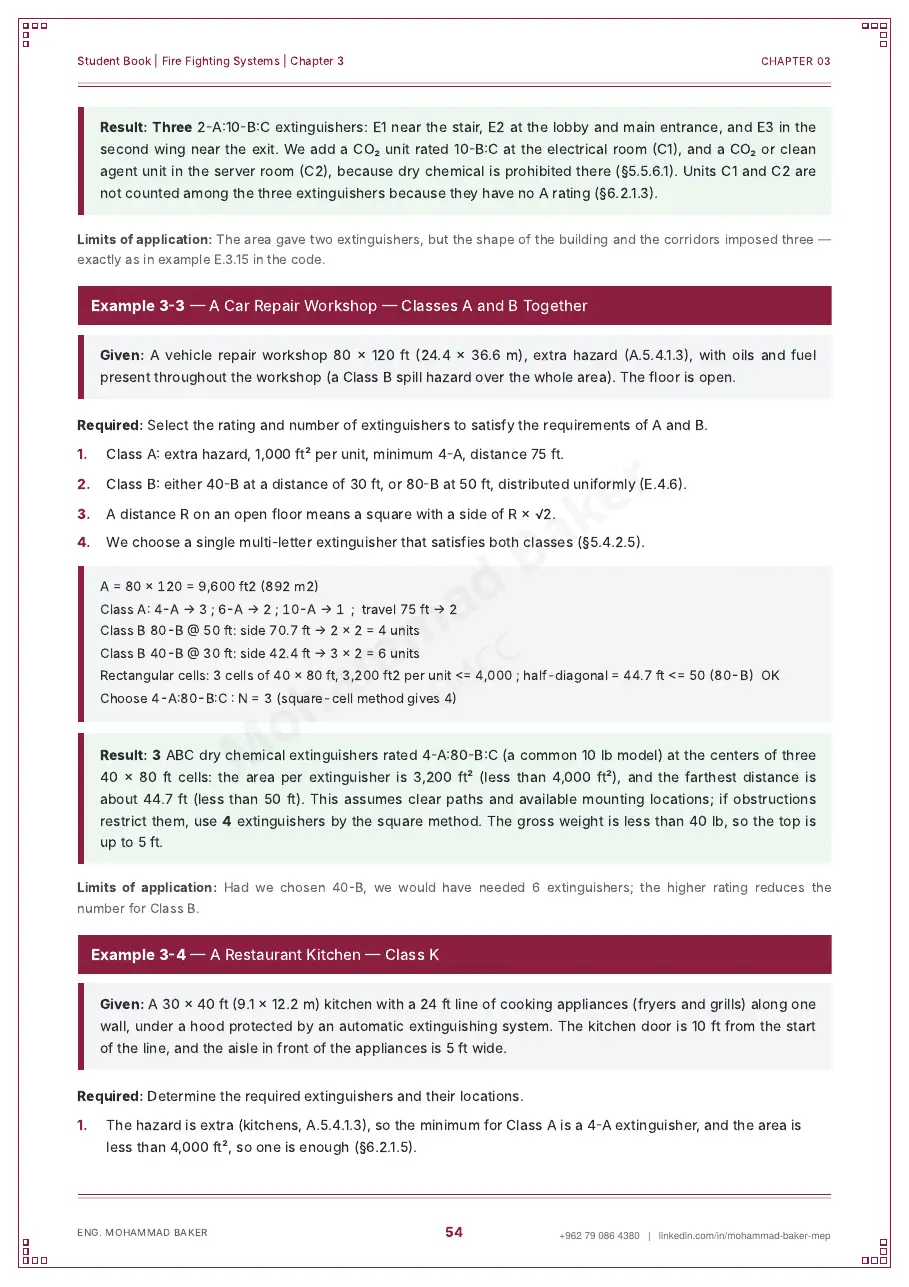 Student Book | Fire Fighting Systems | Chapter 3
CHAPTER 03
Result: Three 2-A:10-B:C extinguishers: E1 near the stair, E2 at the lobby and main entrance, and E3 in the
second wing near the exit. We add a CO₂ unit rated 10-B:C at the electrical room (C1), and a CO₂ or clean
agent unit in the server room (C2), because dry chemical is prohibited there (§5.5.6.1). Units C1 and C2 are
not counted among the three extinguishers because they have no A rating (§6.2.1.3).
Limits of application: The area gave two extinguishers, but the shape of the building and the corridors imposed three —
exactly as in example E.3.15 in the code.
Example 3-3 — A Car Repair Workshop — Classes A and B Together
Given: A vehicle repair workshop 80 × 120 ft (24.4 × 36.6 m), extra hazard (A.5.4.1.3), with oils and fuel
present throughout the workshop (a Class B spill hazard over the whole area). The floor is open.
Required: Select the rating and number of extinguishers to satisfy the requirements of A and B.
1. Class A: extra hazard, 1,000 ft² per unit, minimum 4-A, distance 75 ft.
2. Class B: either 40-B at a distance of 30 ft, or 80-B at 50 ft, distributed uniformly (E.4.6).
3. A distance R on an open floor means a square with a side of R × √2.
4. We choose a single multi-letter extinguisher that satisfies both classes (§5.4.2.5).
A = 80 × 120 = 9,600 ft2 (892 m2)
Class A: 4-A → 3 ; 6-A → 2 ; 10-A → 1 ; travel 75 ft → 2
Class B 80-B @ 50 ft: side 70.7 ft → 2 × 2 = 4 units
Class B 40-B @ 30 ft: side 42.4 ft → 3 × 2 = 6 units
Rectangular cells: 3 cells of 40 × 80 ft, 3,200 ft2 per unit <= 4,000 ; half-diagonal = 44.7 ft <= 50 (80-B) OK
Choose 4-A:80-B:C : N = 3 (square-cell method gives 4)
Result: 3 ABC dry chemical extinguishers rated 4-A:80-B:C (a common 10 lb model) at the centers of three
40 × 80 ft cells: the area per extinguisher is 3,200 ft² (less than 4,000 ft²), and the farthest distance is
about 44.7 ft (less than 50 ft). This assumes clear paths and available mounting locations; if obstructions
restrict them, use 4 extinguishers by the square method. The gross weight is less than 40 lb, so the top is
up to 5 ft.
Limits of application: Had we chosen 40-B, we would have needed 6 extinguishers; the higher rating reduces the
number for Class B.
Example 3-4 — A Restaurant Kitchen — Class K
Given: A 30 × 40 ft (9.1 × 12.2 m) kitchen with a 24 ft line of cooking appliances (fryers and grills) along one
wall, under a hood protected by an automatic extinguishing system. The kitchen door is 10 ft from the start
of the line, and the aisle in front of the appliances is 5 ft wide.
Required: Determine the required extinguishers and their locations.
1. The hazard is extra (kitchens, A.5.4.1.3), so the minimum for Class A is a 4-A extinguisher, and the area is
less than 4,000 ft², so one is enough (§6.2.1.5).
Mohammad Baker
ENG. MOHAMMAD BAKER
54
+962 79 086 4380 | linkedin.com/in/mohammad-baker-mep